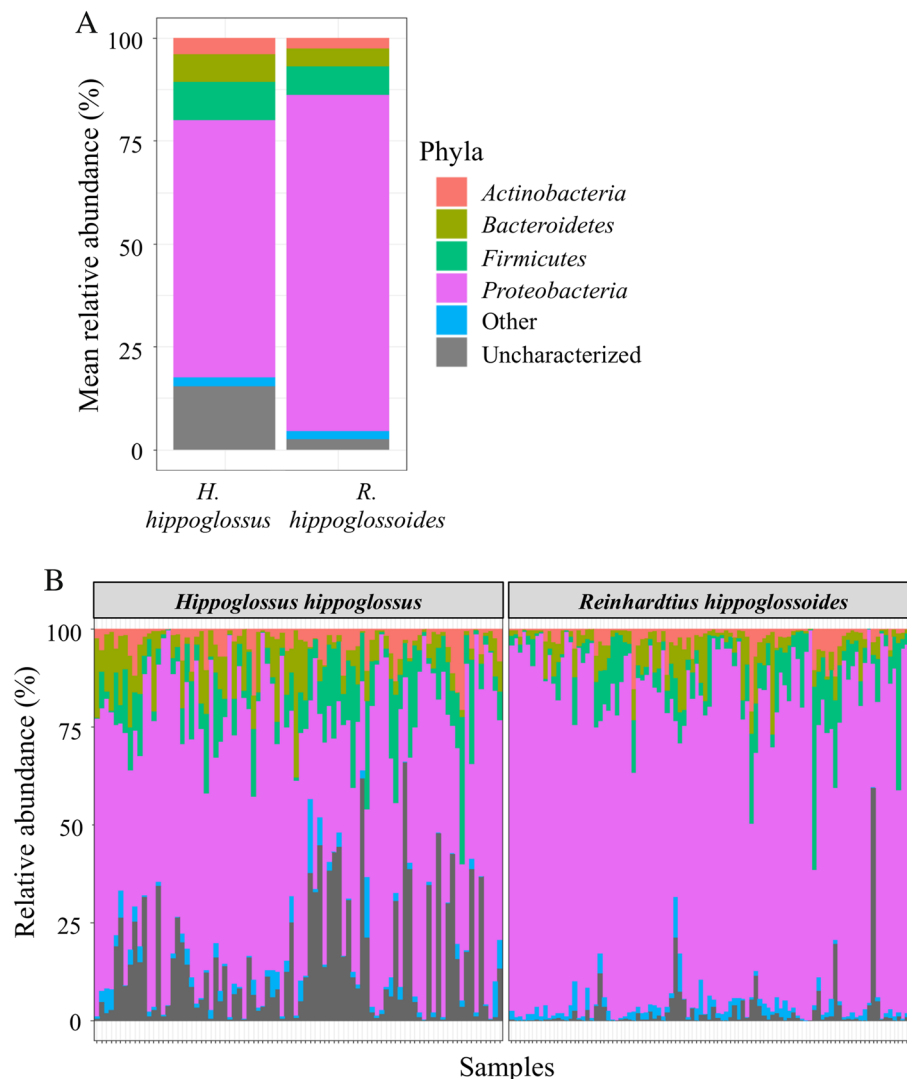 A
Mean relative abundance (%)
100
75
50
25
0
H.
hippoglossus
R.
hippoglossoides
Phyla
Actinobacteria
Bacteroidetes
Firmicutes
Proteobacteria
Other
Uncharacterized
B
Hippoglossus hippoglossus
Reinhardtius hippoglossoides
Relative abundance (%)
100
75
50
25
0
Samples